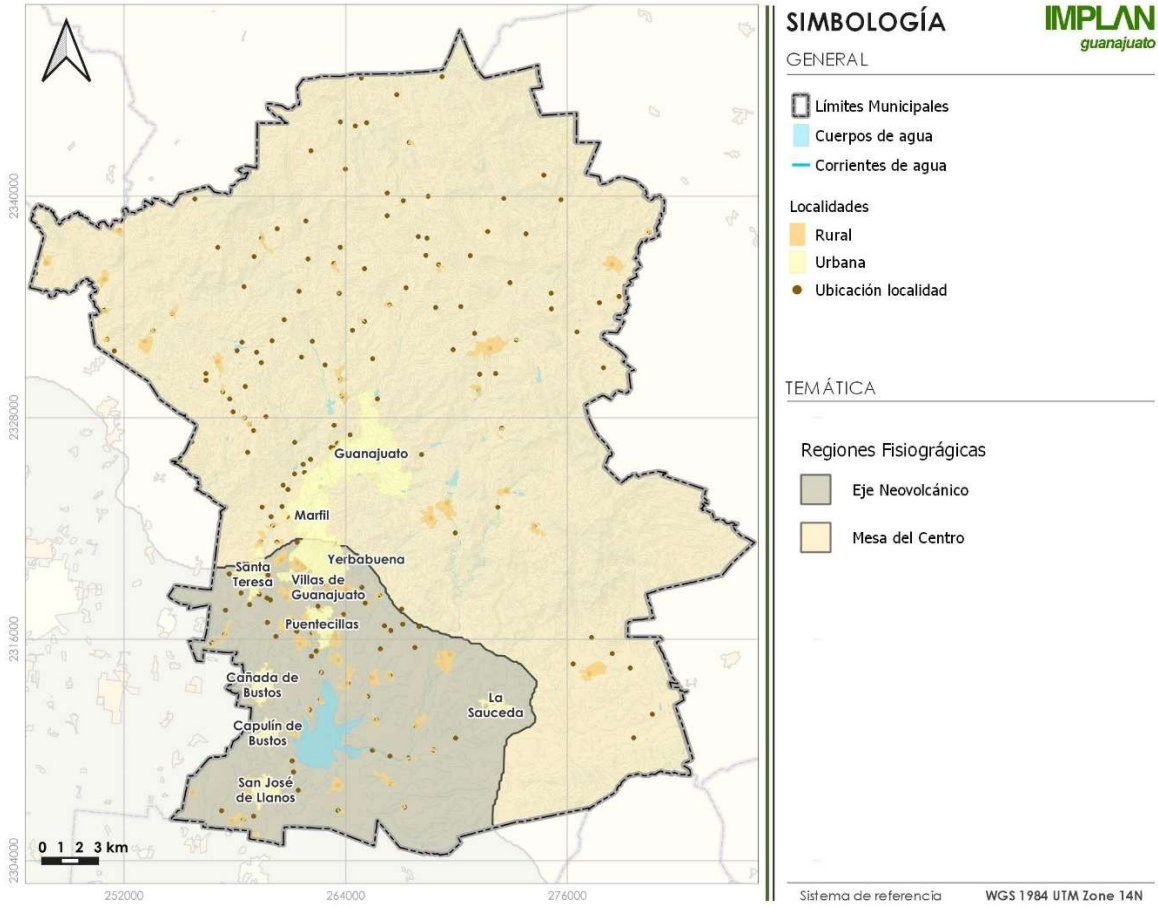 2340000
2328000
2316000
2304000
252000
264000
276000
Guanajuato
Marfil
Yerbabuena
Santa
Teresa
Villas de
Guanajuato
Puentecillas
Cañada de
Bustos
La
Sauceda
Capulín de
Bustos
San José
de Llanos
0 1 2 3 km
SIMBOLOGÍA
IMPLAN
guanajuato
GENERAL
Límites Municipales
Cuerpos de agua
Corrientes de agua
Localidades
Rural
Urbana
Ubicación localidad
TEMÁTICA
Regiones Fisiográgicas
Eje Neovolcánico
Mesa del Centro
Sistema de referencia WGS 1984 UTM Zone 14N